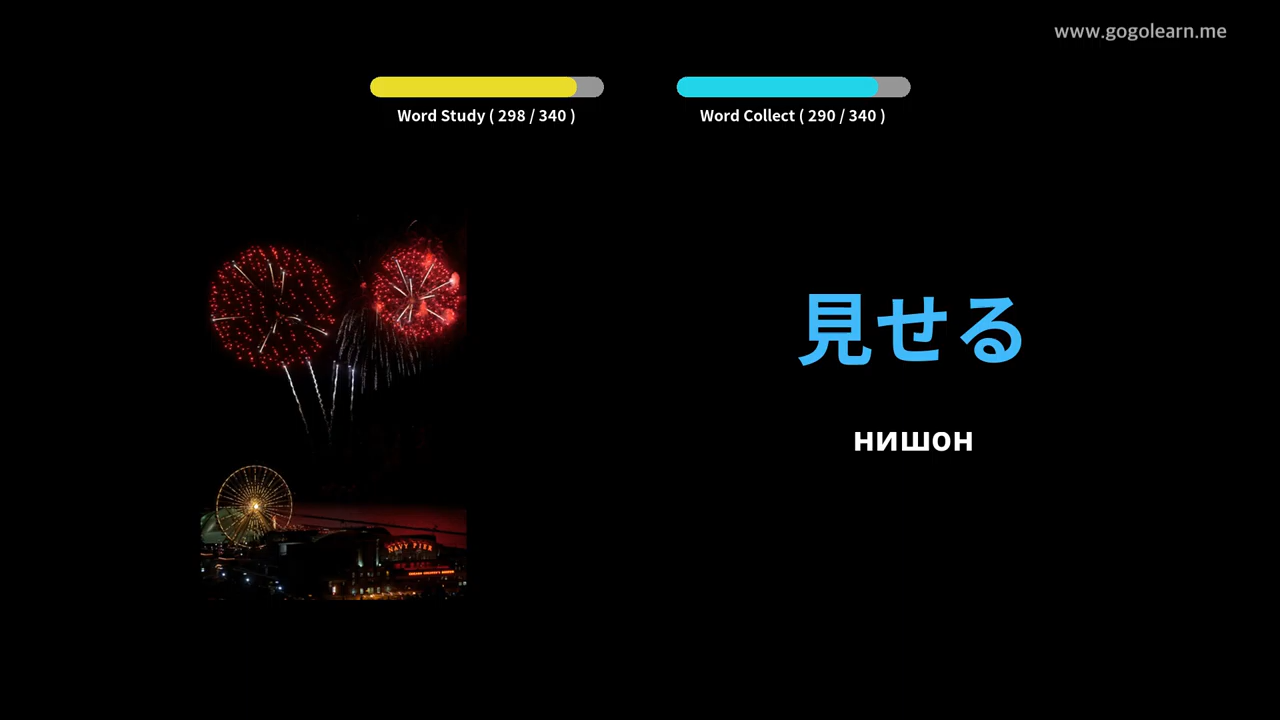 www.gogolearn.me
Word Study ( 298 / 340 )
Word Collect ( 290 / 340 )
見せる
нишон
NAVY PIER